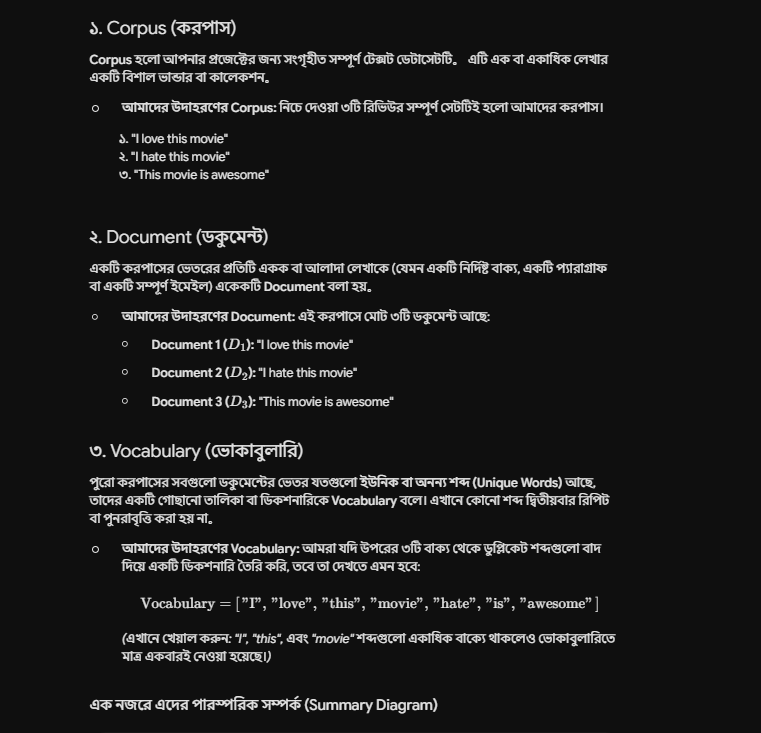 ১. Corpus (করপাস)
Corpus হলো আপনার প্রজেক্টের জন্য সংগৃহীত সম্পূর্ণ টেক্সট ডেটাসেটটি। এটি এক বা একাধিক লেখার
একটি বিশাল ভান্ডার বা কালেকশন।
○ আমাদের উদাহরণের Corpus: নিচে দেওয়া ৩টি রিভিউর সম্পূর্ণ সেটটিই হলো আমাদের করপাস।
১. "I love this movie"
২. "I hate this movie"
৩. "This movie is awesome"
২. Document (ডকুমেন্ট)
একটি করপাসের ভেতরের প্রতিটি একক বা আলাদা লেখাকে (যেমন একটি নির্দিষ্ট বাক্য, একটি প্যারাগ্রাফ
বা একটি সম্পূর্ণ ইমেইল) একেকটি Document বলা হয়।
○ আমাদের উদাহরণের Document: এই করপাসে মোট ৩টি ডকুমেন্ট আছে:
○ Document 1 (D₁): "I love this movie"
○ Document 2 (D₂): "I hate this movie"
○ Document 3 (D₃): "This movie is awesome"
৩. Vocabulary (ভোকাবুলারি)
পুরো করপাসের সবগুলো ডকুমেন্টের ভেতর যতগুলো ইউনিক বা অনন্য শব্দ (Unique Words) আছে,
তাদের একটি গোছানো তালিকা বা ডিকশনারিকে Vocabulary বলে। এখানে কোনো শব্দ দ্বিতীয়বার রিপিট
বা পুনরাবৃত্তি করা হয় না।
○ আমাদের উদাহরণের Vocabulary: আমরা যদি উপরের ৩টি বাক্য থেকে ডুপ্লিকেট শব্দগুলো বাদ
দিয়ে একটি ডিকশনারি তৈরি করি, তবে তা দেখতে এমন হবে:
Vocabulary = [ ”I”, ”love”, ”this”, ”movie”, ”hate”, ”is”, ”awesome” ]
(এখানে খেয়াল করুন: "I", "this", এবং "movie" শব্দগুলো একাধিক বাক্যে থাকলেও ভোকাবুলারিতে
মাত্র একবারই নেওয়া হয়েছে।)
এক নজরে এদের পারস্পরিক সম্পর্ক (Summary Diagram)